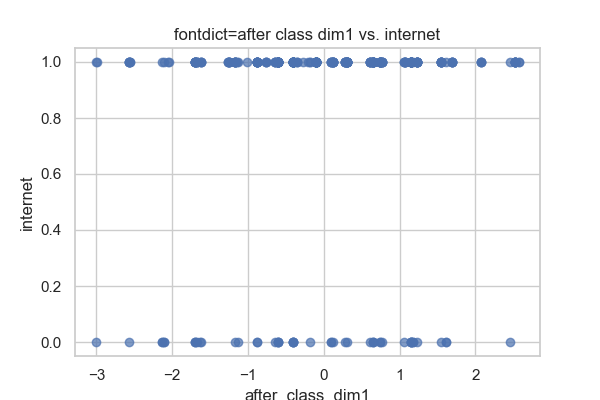 fontdict=after class dim1 vs. internet
1.0
0.8
0.6
0.4
0.2
0.0
internet
−3 −2 −1 0 1 2
after_class_dim1